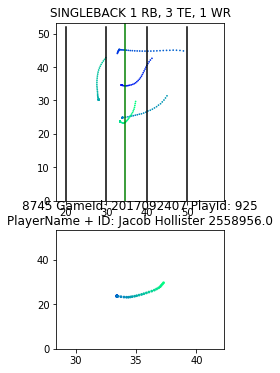 SINGLEBACK 1 RB, 3 TE, 1 WR
50
40
30
20
10
0
20 30 40 50
8745 GameId: 2017092407 PlayId: 925
PlayerName + ID: Jacob Hollister 2558956.0
40
20
0
30 35 40